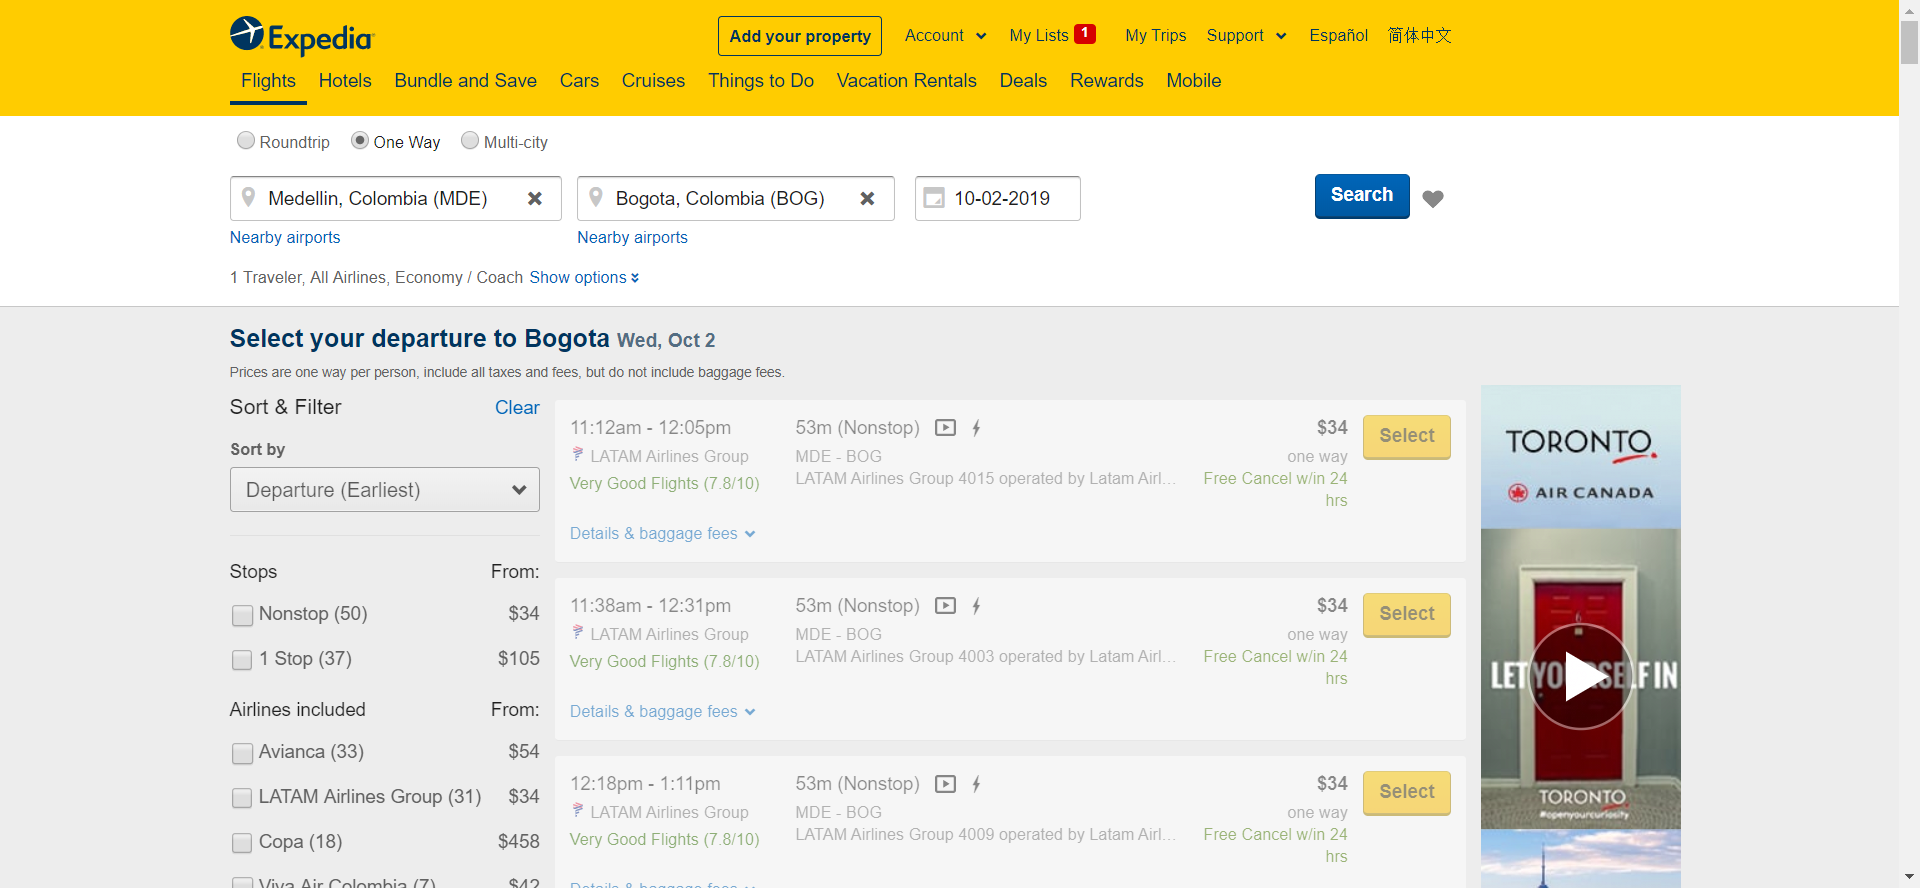 Expedia
Add your property
Account
My Lists 1
My Trips
Support
Español
简体中文
Flights
Hotels
Bundle and Save
Cars
Cruises
Things to Do
Vacation Rentals
Deals
Rewards
Mobile
Roundtrip
One Way
Multi-city
Medellin, Colombia (MDE)
Bogota, Colombia (BOG)
10-02-2019
Search
Nearby airports
Nearby airports
1 Traveler, All Airlines, Economy / Coach Show options
Select your departure to Bogota Wed, Oct 2
Prices are one way per person, include all taxes and fees, but do not include baggage fees.
Sort & Filter
Clear
Sort by
Departure (Earliest)
Stops From:
Nonstop (50) $34
1 Stop (37) $105
Airlines included From:
Avianca (33) $54
LATAM Airlines Group (31) $34
Copa (18) $458
Viva Air Colombia (7) $42
11:12am - 12:05pm
LATAM Airlines Group
Very Good Flights (7.8/10)
53m (Nonstop)
MDE - BOG
LATAM Airlines Group 4015 operated by Latam Airl...
$34
one way
Free Cancel w/in 24
hrs
Select
Details & baggage fees
11:38am - 12:31pm
LATAM Airlines Group
Very Good Flights (7.8/10)
53m (Nonstop)
MDE - BOG
LATAM Airlines Group 4003 operated by Latam Airl...
$34
one way
Free Cancel w/in 24
hrs
Select
Details & baggage fees
12:18pm - 1:11pm
LATAM Airlines Group
Very Good Flights (7.8/10)
53m (Nonstop)
MDE - BOG
LATAM Airlines Group 4009 operated by Latam Airl...
$34
one way
Free Cancel w/in 24
hrs
Select
Details & baggage fees
TORONTO
AIR CANADA
LET YOURSELF IN
TORONTO
#openyourcuriosity